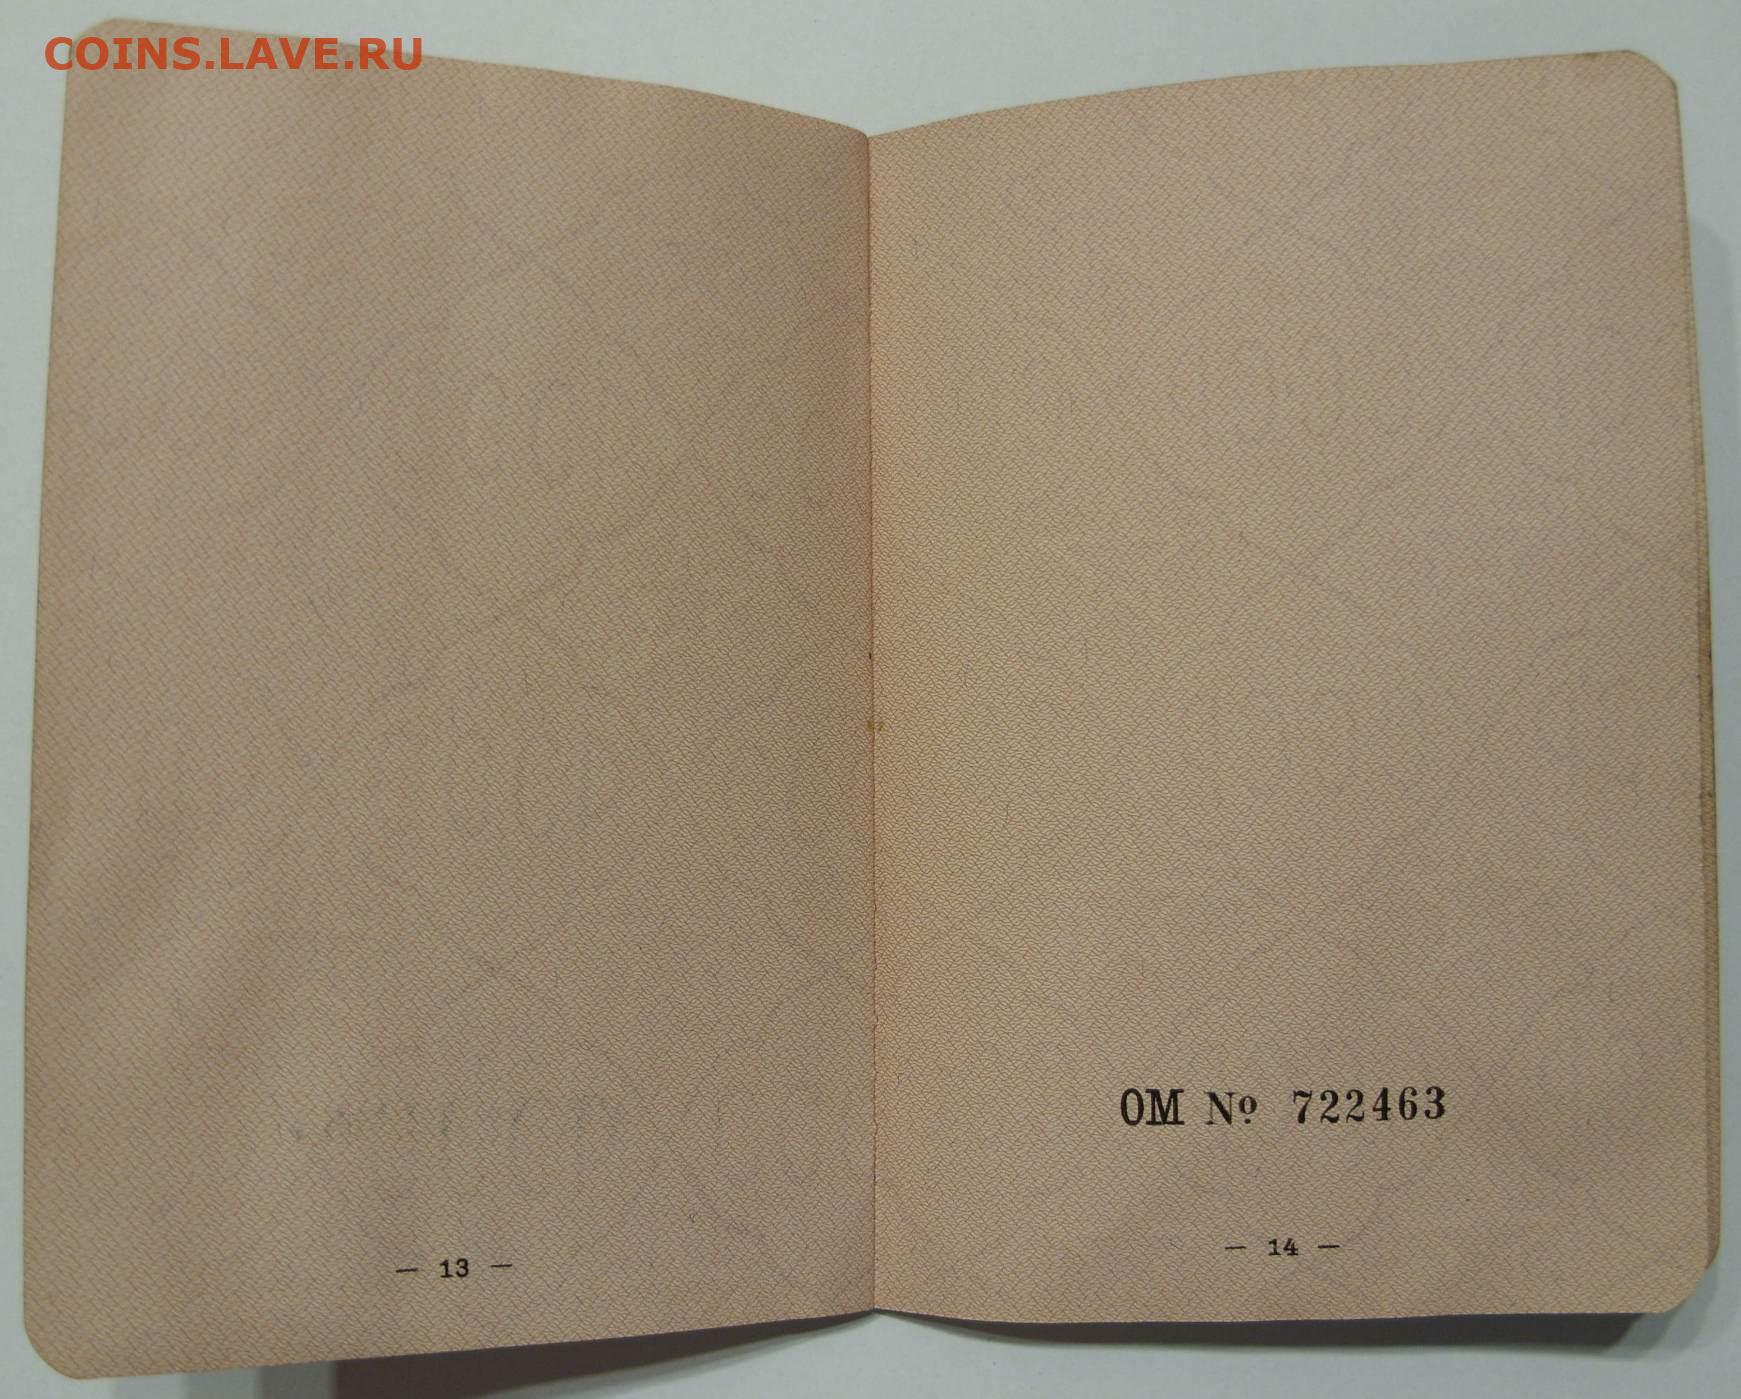 COINS.LAVE.RU
ОМ № 722463
— 13 —
— 14 —